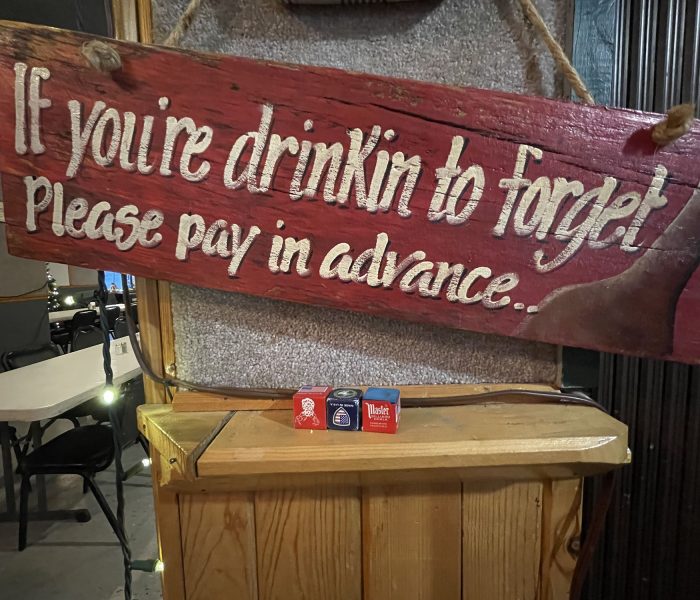 If you're drinkin to forget
Please pay in advance...
Master